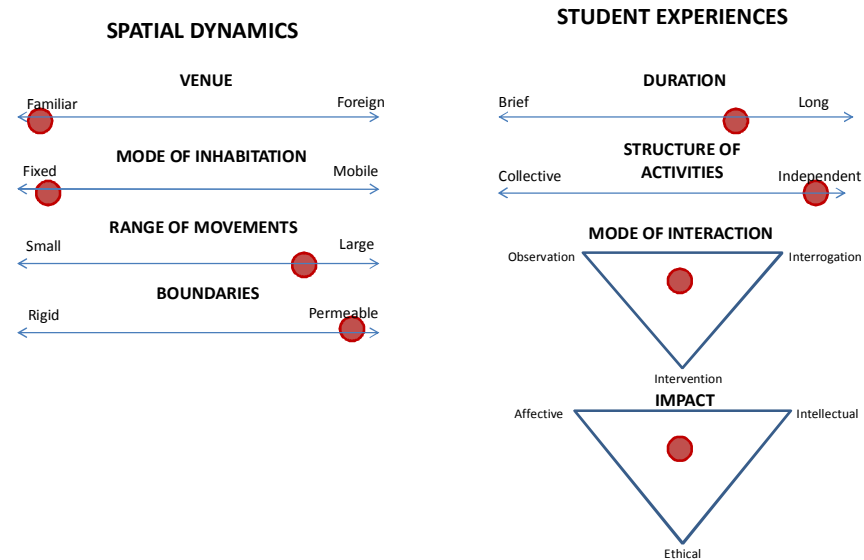 SPATIAL DYNAMICS
VENUE
Familiar Foreign
MODE OF INHABITATION
Fixed Mobile
RANGE OF MOVEMENTS
Small Large
BOUNDARIES
Rigid Permeable
STUDENT EXPERIENCES
DURATION
Brief Long
STRUCTURE OF
ACTIVITIES
Collective Independent
MODE OF INTERACTION
Observation Interrogation
Intervention
IMPACT
Affective Intellectual
Ethical